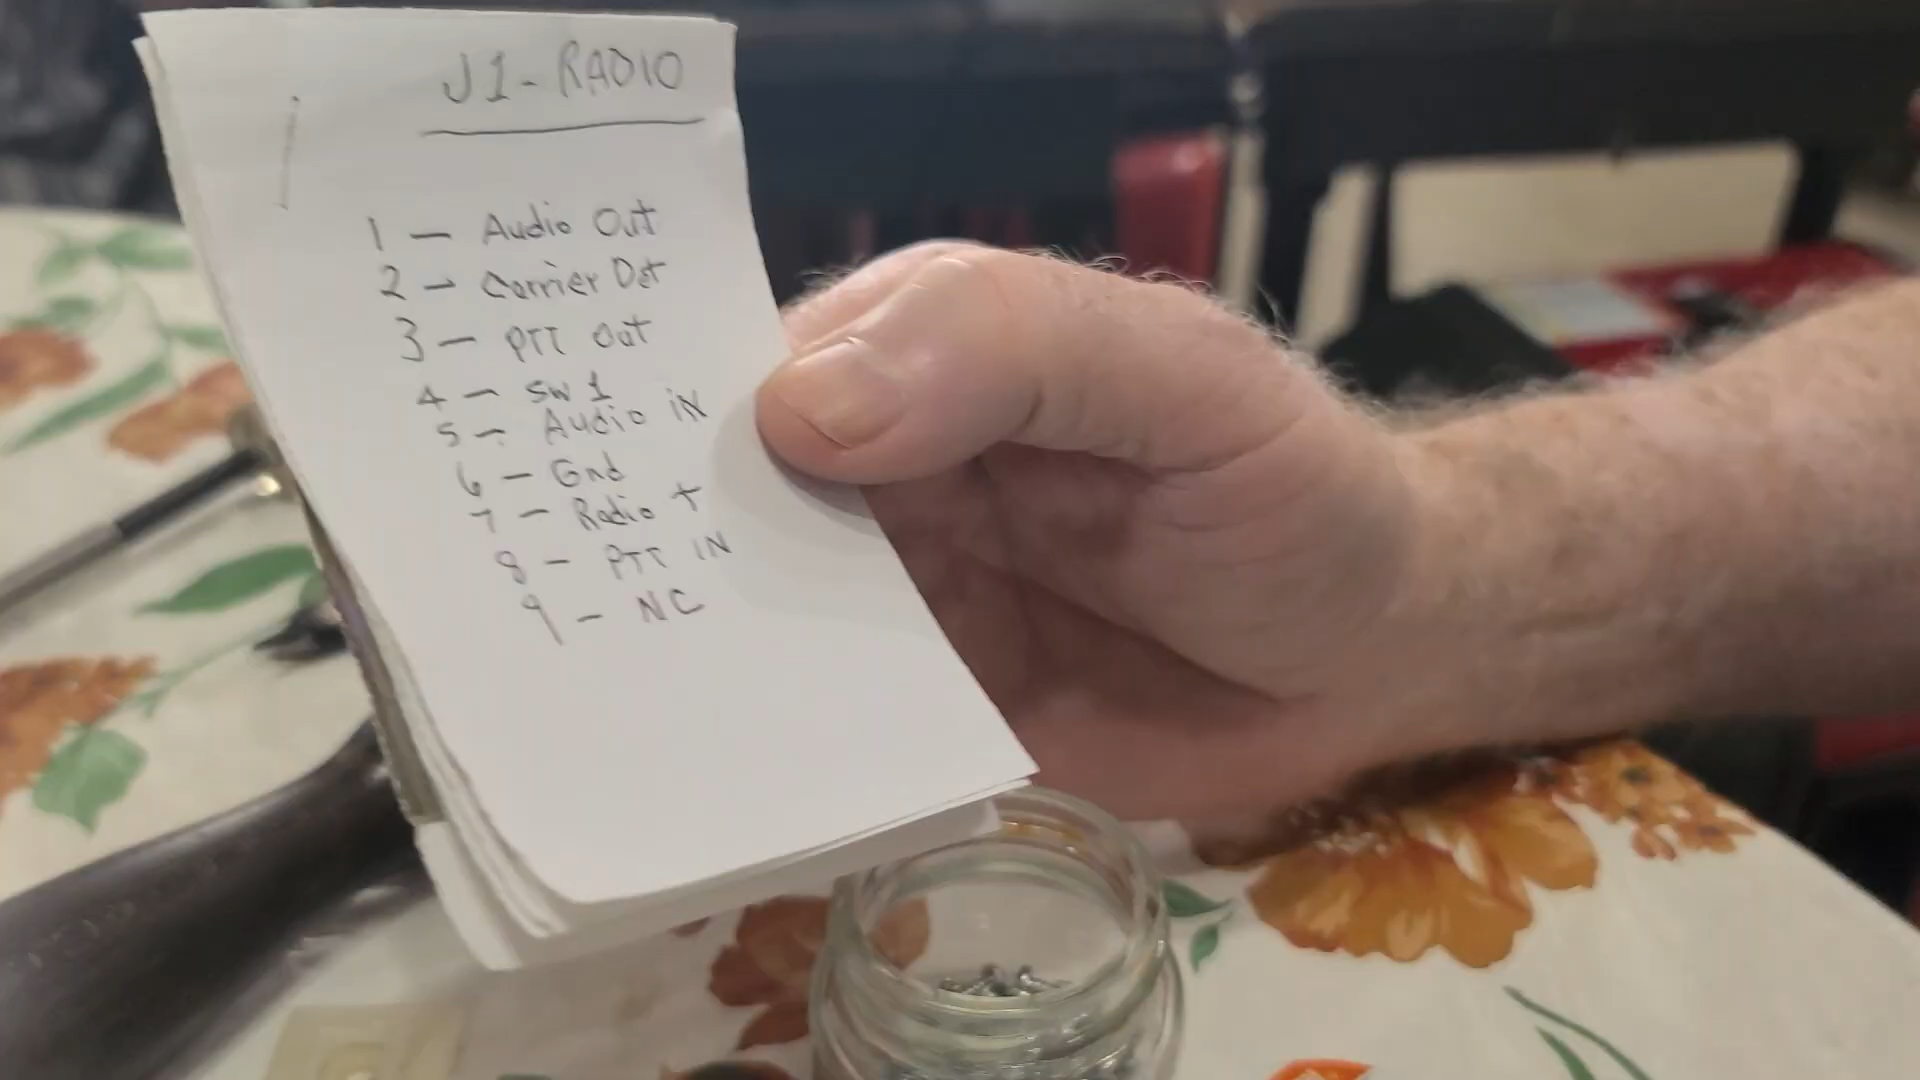 J1-RADIO
1 - Audio Out
2 - Carrier Det
3 - PTT Out
4 - SW 1
5 - Audio iN
6 - Gnd
7 - Radio +
8 - PTT IN
9 - NC